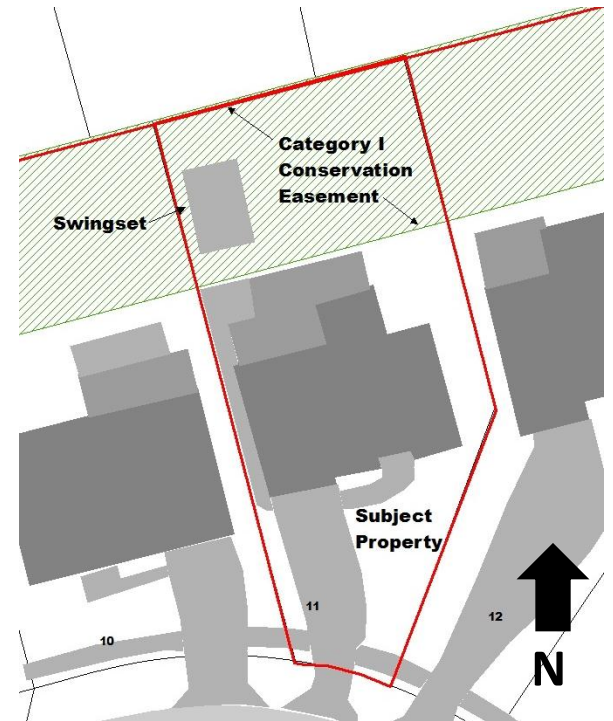 Category I
Conservation
Easement
Swingset
Subject
Property
11
12
10
N